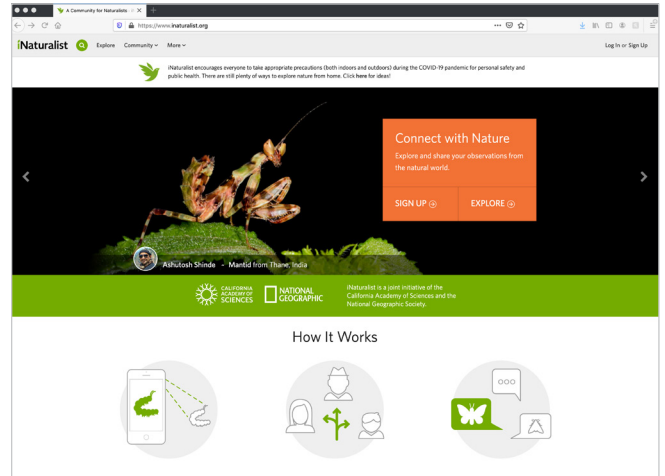 A Community for Naturalists
https://www.inaturalist.org
iNaturalist
Explore
Community
More
Log In or Sign Up
iNaturalist encourages everyone to take appropriate precautions (both indoors and outdoors) during the COVID-19 pandemic for personal safety and
public health. There are still plenty of ways to explore nature from home. Click here for ideas!
Connect with Nature
Explore and share your observations from
the natural world.
SIGN UP
EXPLORE
Ashutosh Shinde - Mantid from Thane, India
CALIFORNIA
ACADEMY OF
SCIENCES
NATIONAL
GEOGRAPHIC
iNaturalist is a joint initiative of the
California Academy of Sciences and the
National Geographic Society.
How It Works